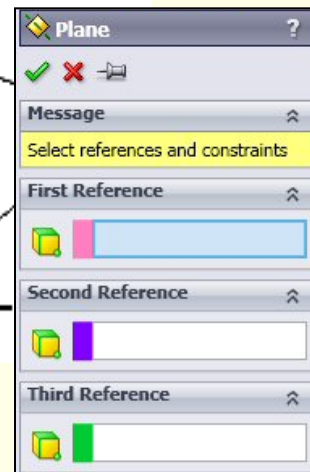 Plane ?
Message
Select references and constraints
First Reference
Second Reference
Third Reference